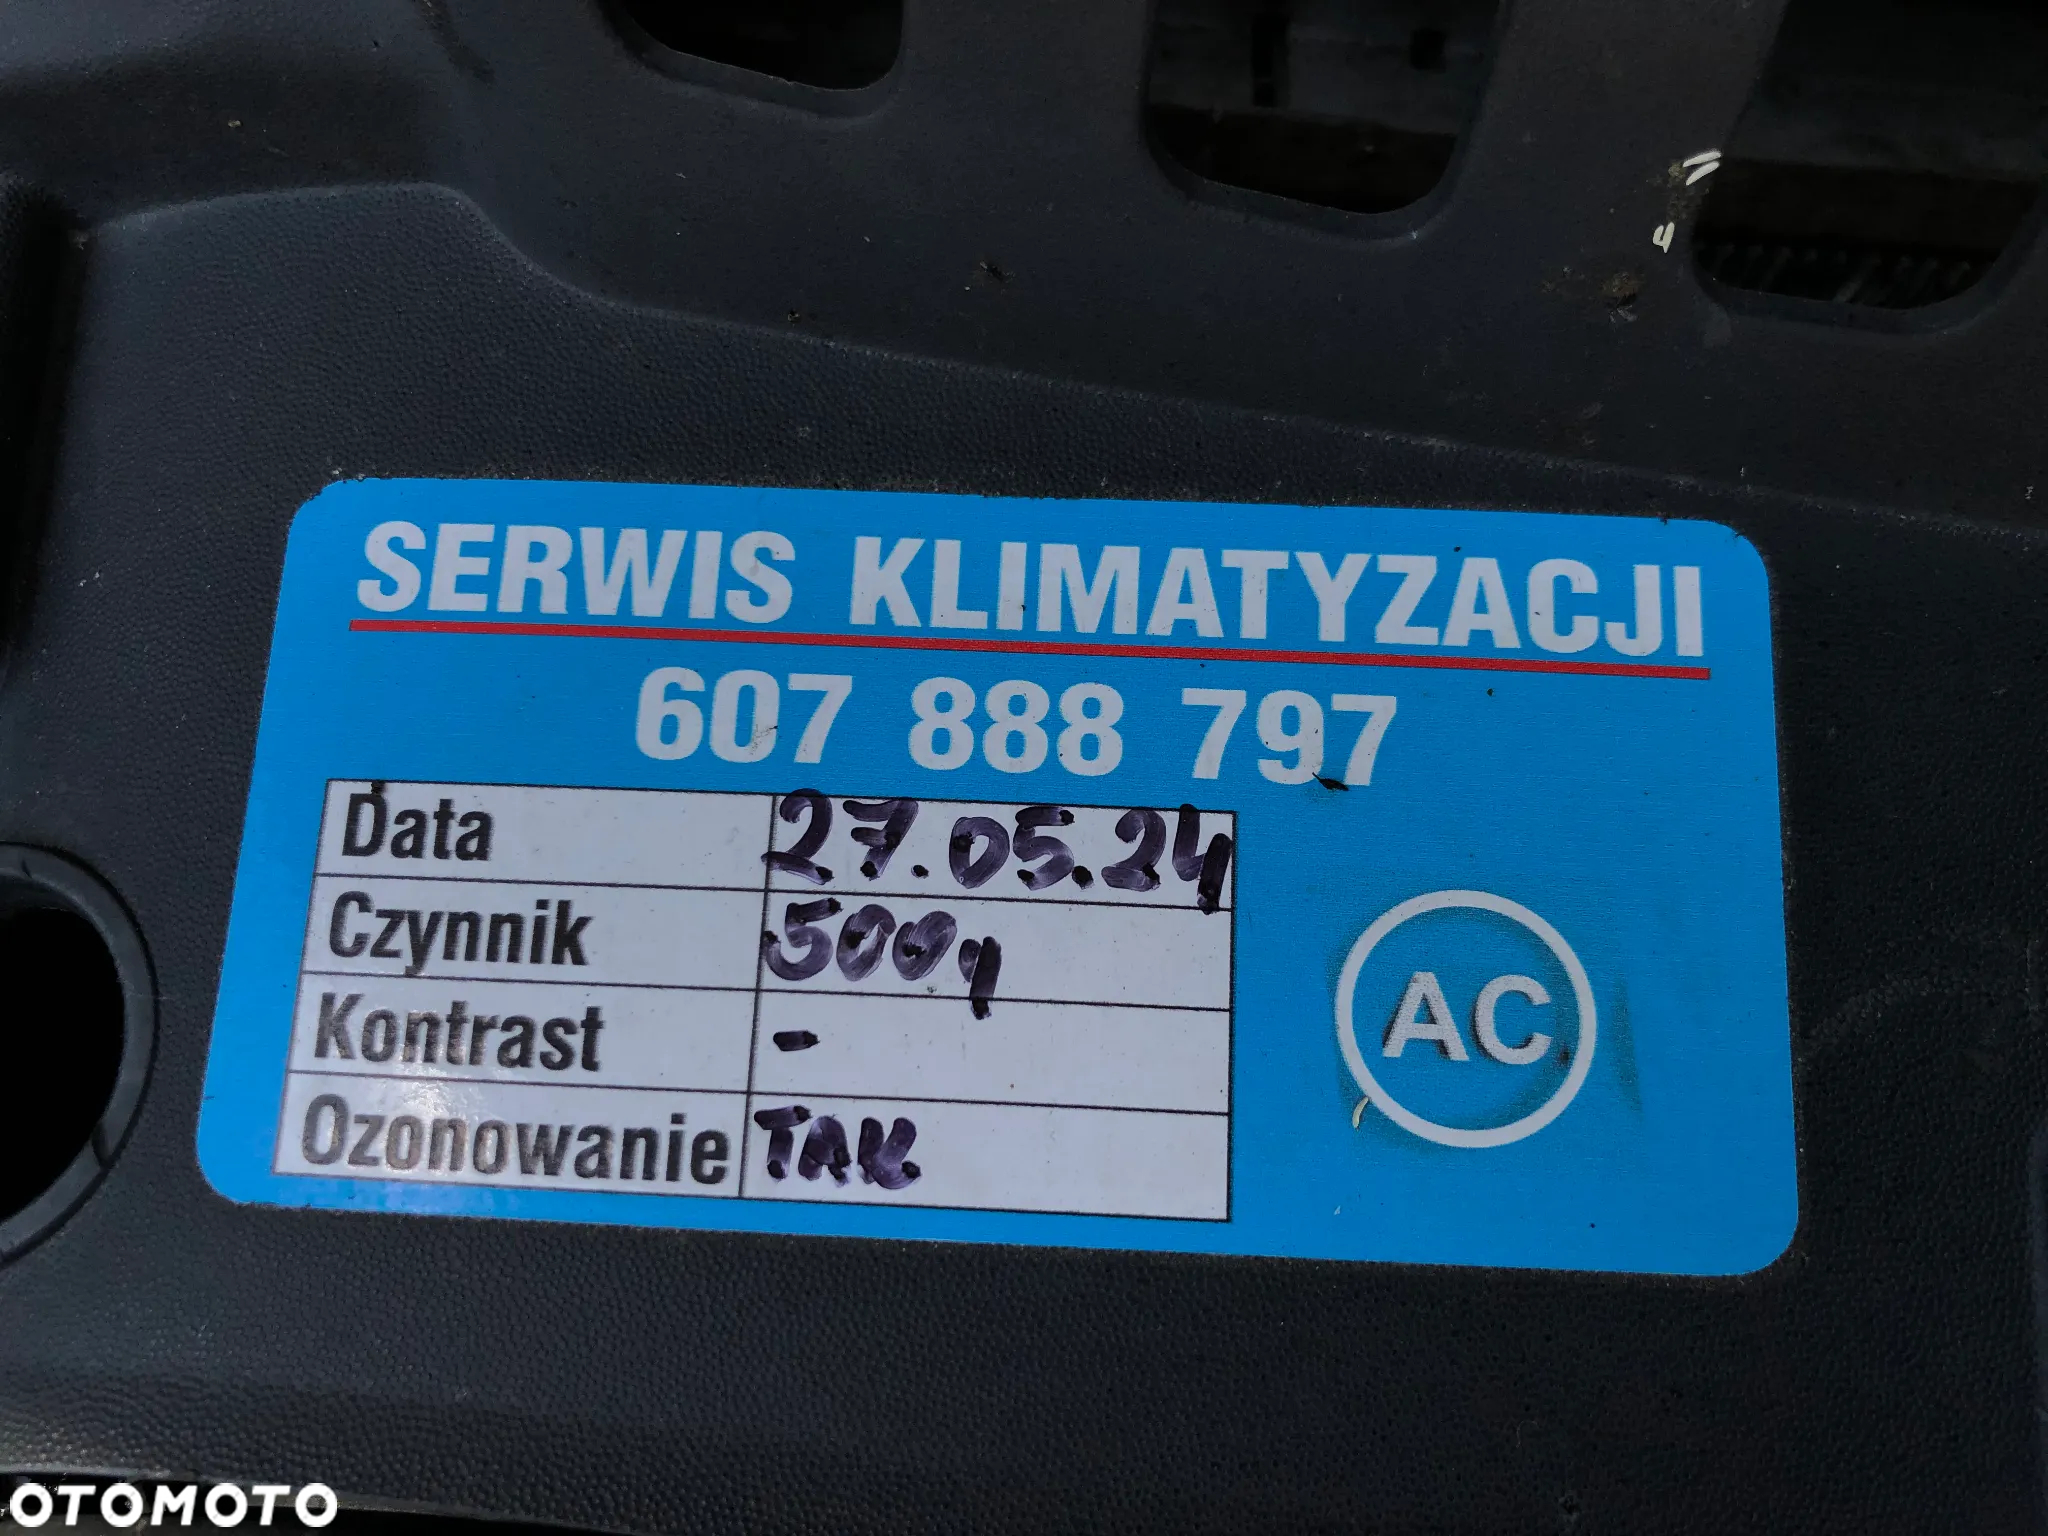 SERWIS KLIMATYZACJI
607 888 797
Data 27.05.24
Czynnik 500g
Kontrast -
Ozonowanie TAK
AC
OTOMOTO